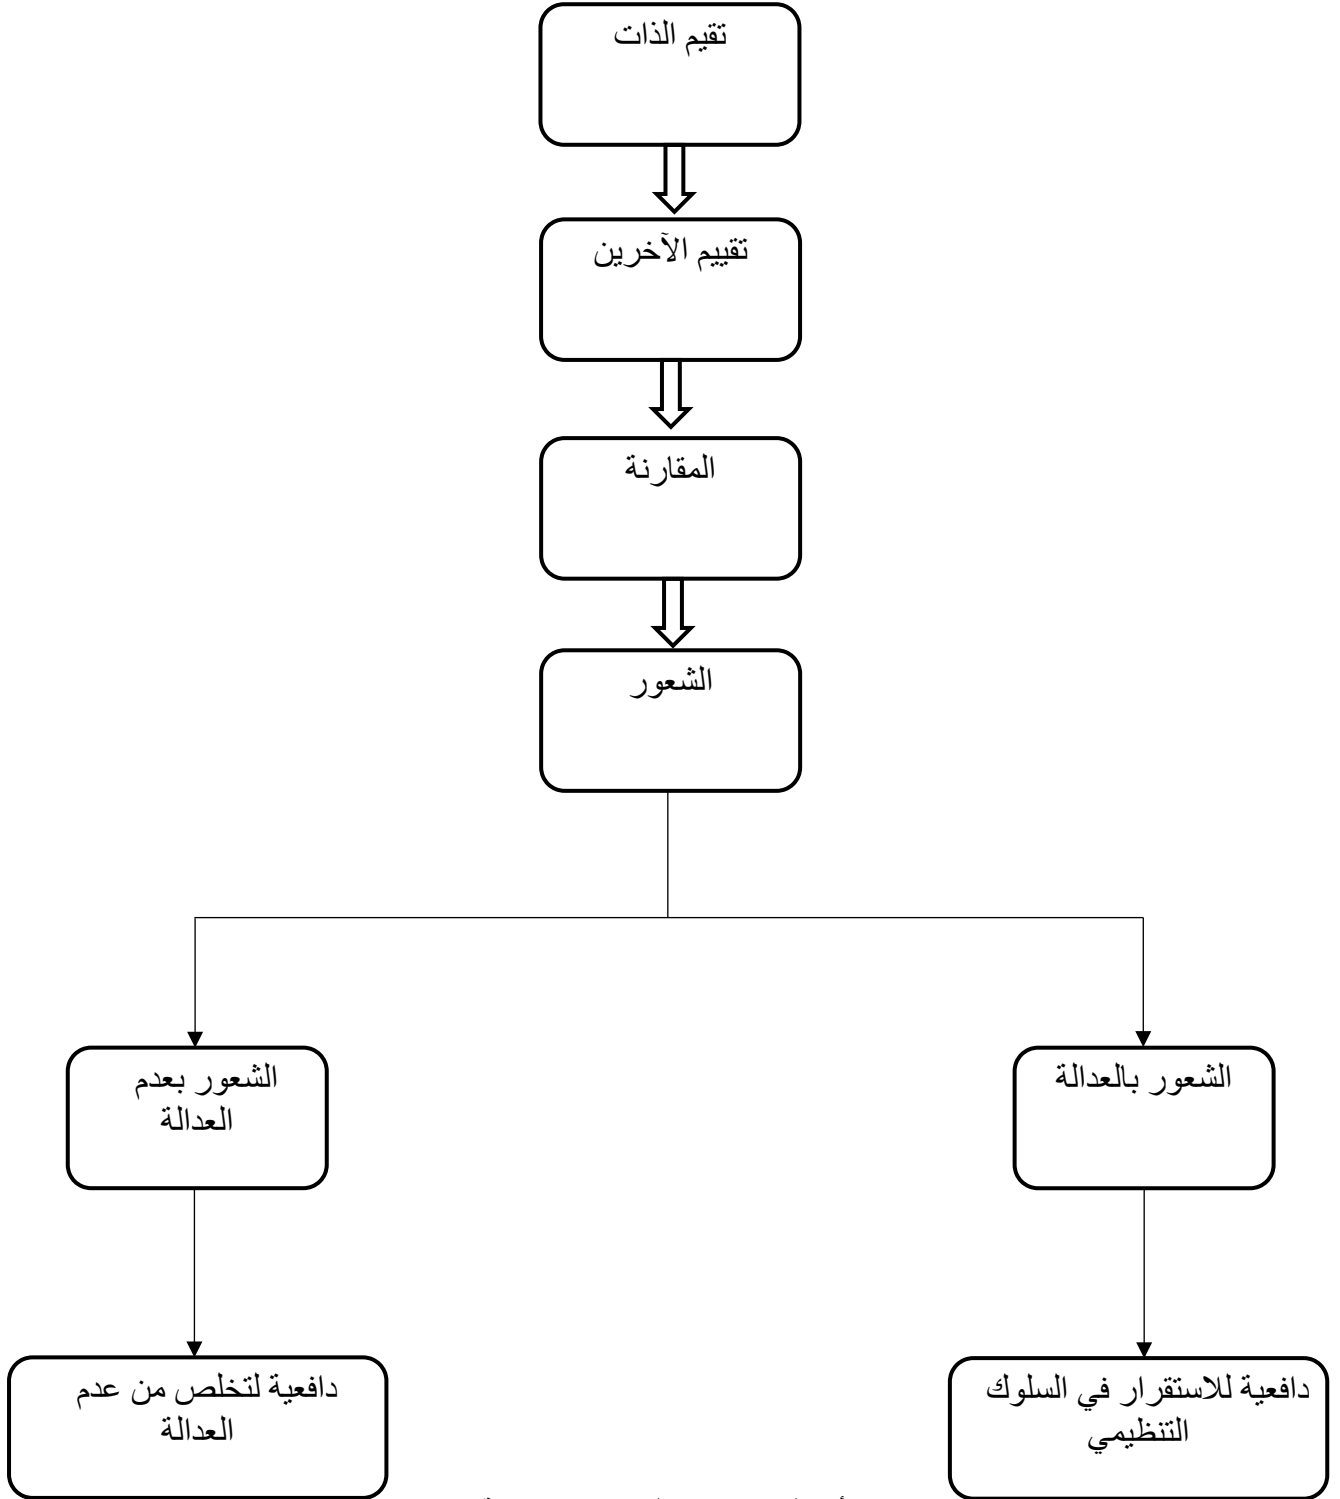 تقيم الذات
تقييم الآخرين
المقارنة
الشعور
الشعور بالعدالة
الشعور بعدم
العدالة
دافعية للاستقرار في السلوك
التنظيمي
دافعية لتخلص من عدم
العدالة